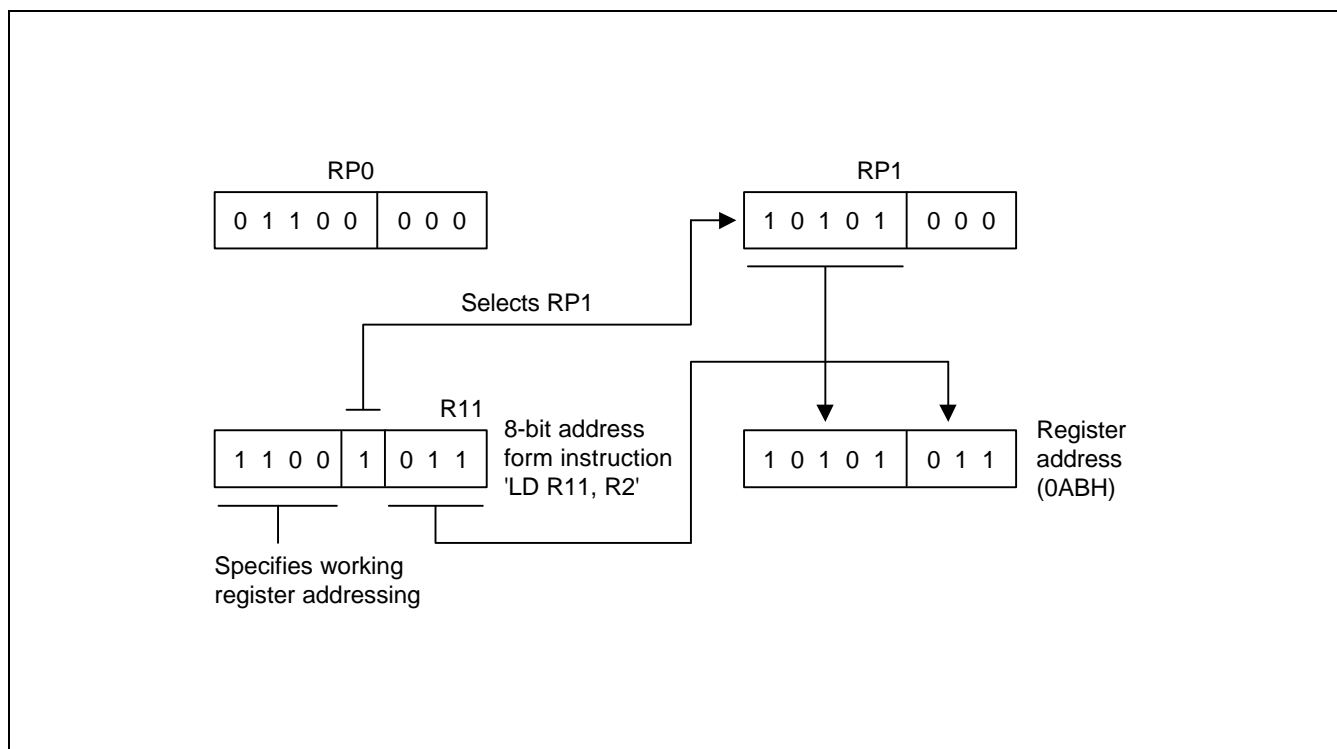 RP0
0 1 1 0 0 0 0 0
RP1
1 0 1 0 1 0 0 0
Selects RP1
R11
1 1 0 0 1 0 1 1
8-bit address
form instruction
'LD R11, R2'
1 0 1 0 1 0 1 1
Register
address
(0ABH)
Specifies working
register addressing